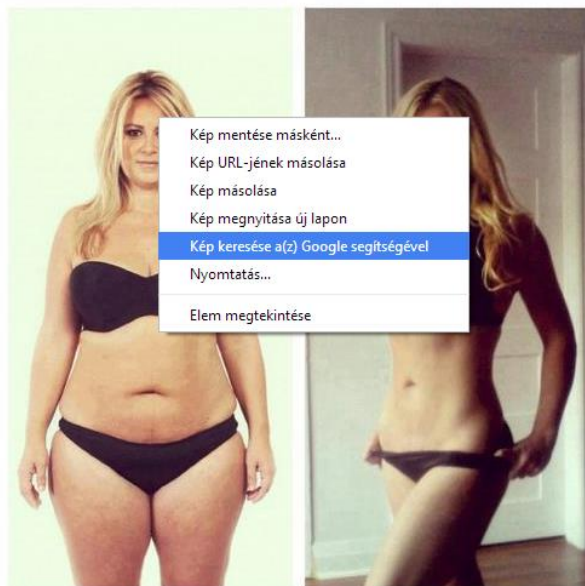 Kép mentése másként...
Kép URL-jének másolása
Kép másolása
Kép megnyitása új lapon
Kép keresése a(z) Google segítségével
Nyomtatás...
Elem megtekintése